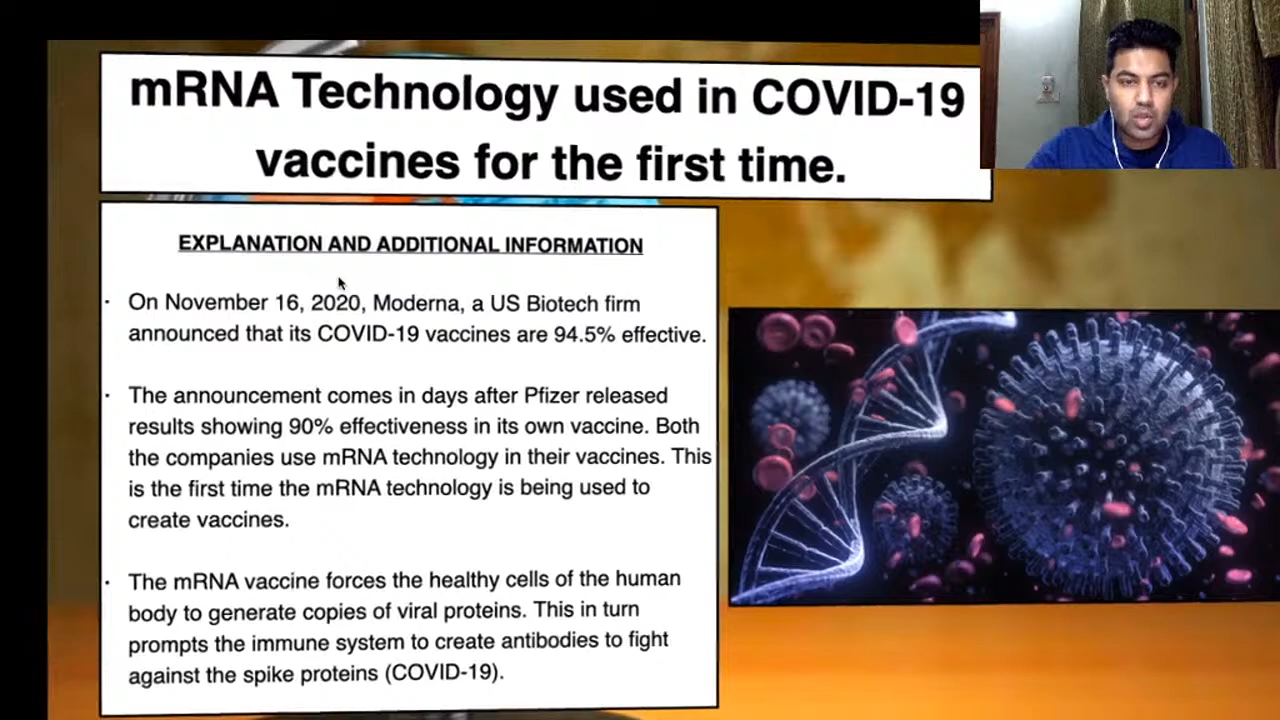 mRNA Technology used in COVID-19
vaccines for the first time.
EXPLANATION AND ADDITIONAL INFORMATION
· On November 16, 2020, Moderna, a US Biotech firm
announced that its COVID-19 vaccines are 94.5% effective.
· The announcement comes in days after Pfizer released
results showing 90% effectiveness in its own vaccine. Both
the companies use mRNA technology in their vaccines. This
is the first time the mRNA technology is being used to
create vaccines.
· The mRNA vaccine forces the healthy cells of the human
body to generate copies of viral proteins. This in turn
prompts the immune system to create antibodies to fight
against the spike proteins (COVID-19).